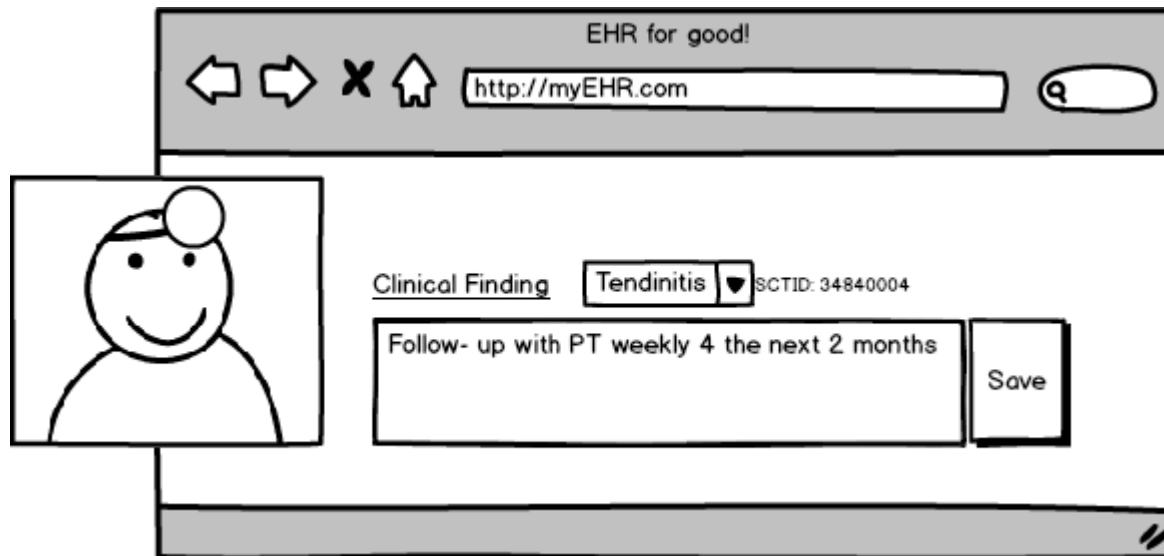 EHR for good!
http://myEHR.com
Clinical Finding Tendinitis SCTID: 34840004
Follow- up with PT weekly 4 the next 2 months
Save